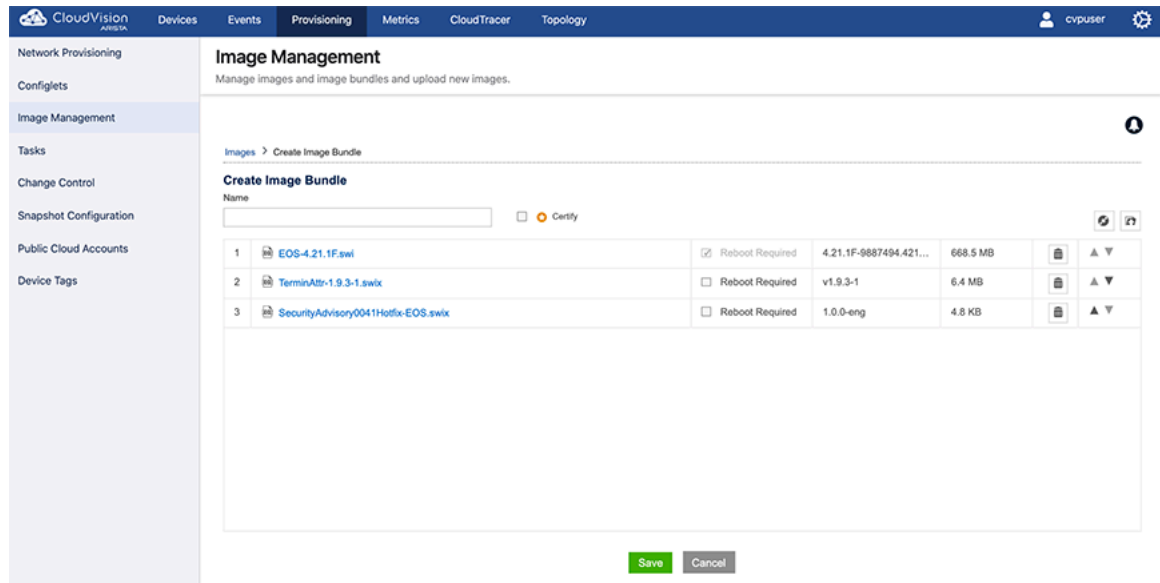 CloudVision
ARISTA
Devices Events Provisioning Metrics CloudTracer Topology cvpuser
Network Provisioning
Configlets
Image Management
Tasks
Change Control
Snapshot Configuration
Public Cloud Accounts
Device Tags
Image Management
Manage images and image bundles and upload new images.
Images > Create Image Bundle
Create Image Bundle
Name
Certify
1 EOS-4.21.1F.swi Reboot Required 4.21.1F-9887494.421... 668.5 MB
2 TerminAttr-1.9.3-1.swix Reboot Required v1.9.3-1 6.4 MB
3 SecurityAdvisory0041Hotfix-EOS.swix Reboot Required 1.0.0-eng 4.8 KB
Save Cancel